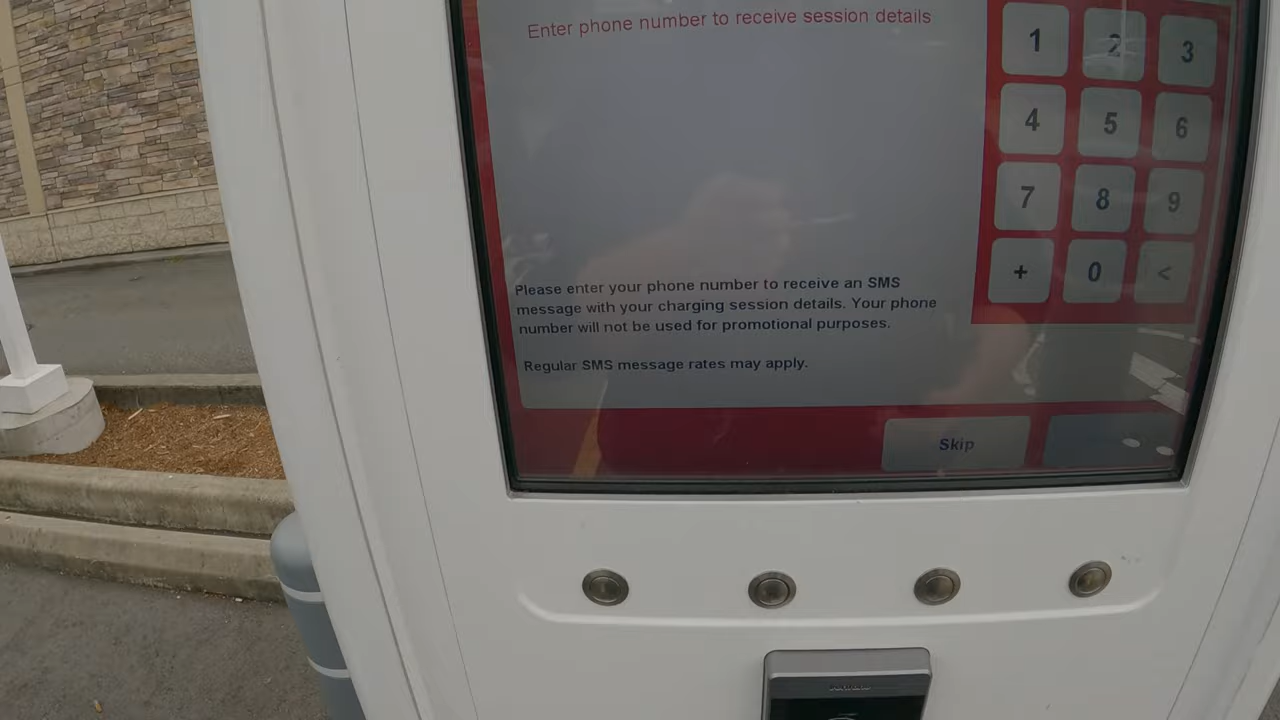 Enter phone number to receive session details
1 2 3
4 5 6
7 8 9
+ 0 <
Please enter your phone number to receive an SMS
message with your charging session details. Your phone
number will not be used for promotional purposes.
Regular SMS message rates may apply.
Skip